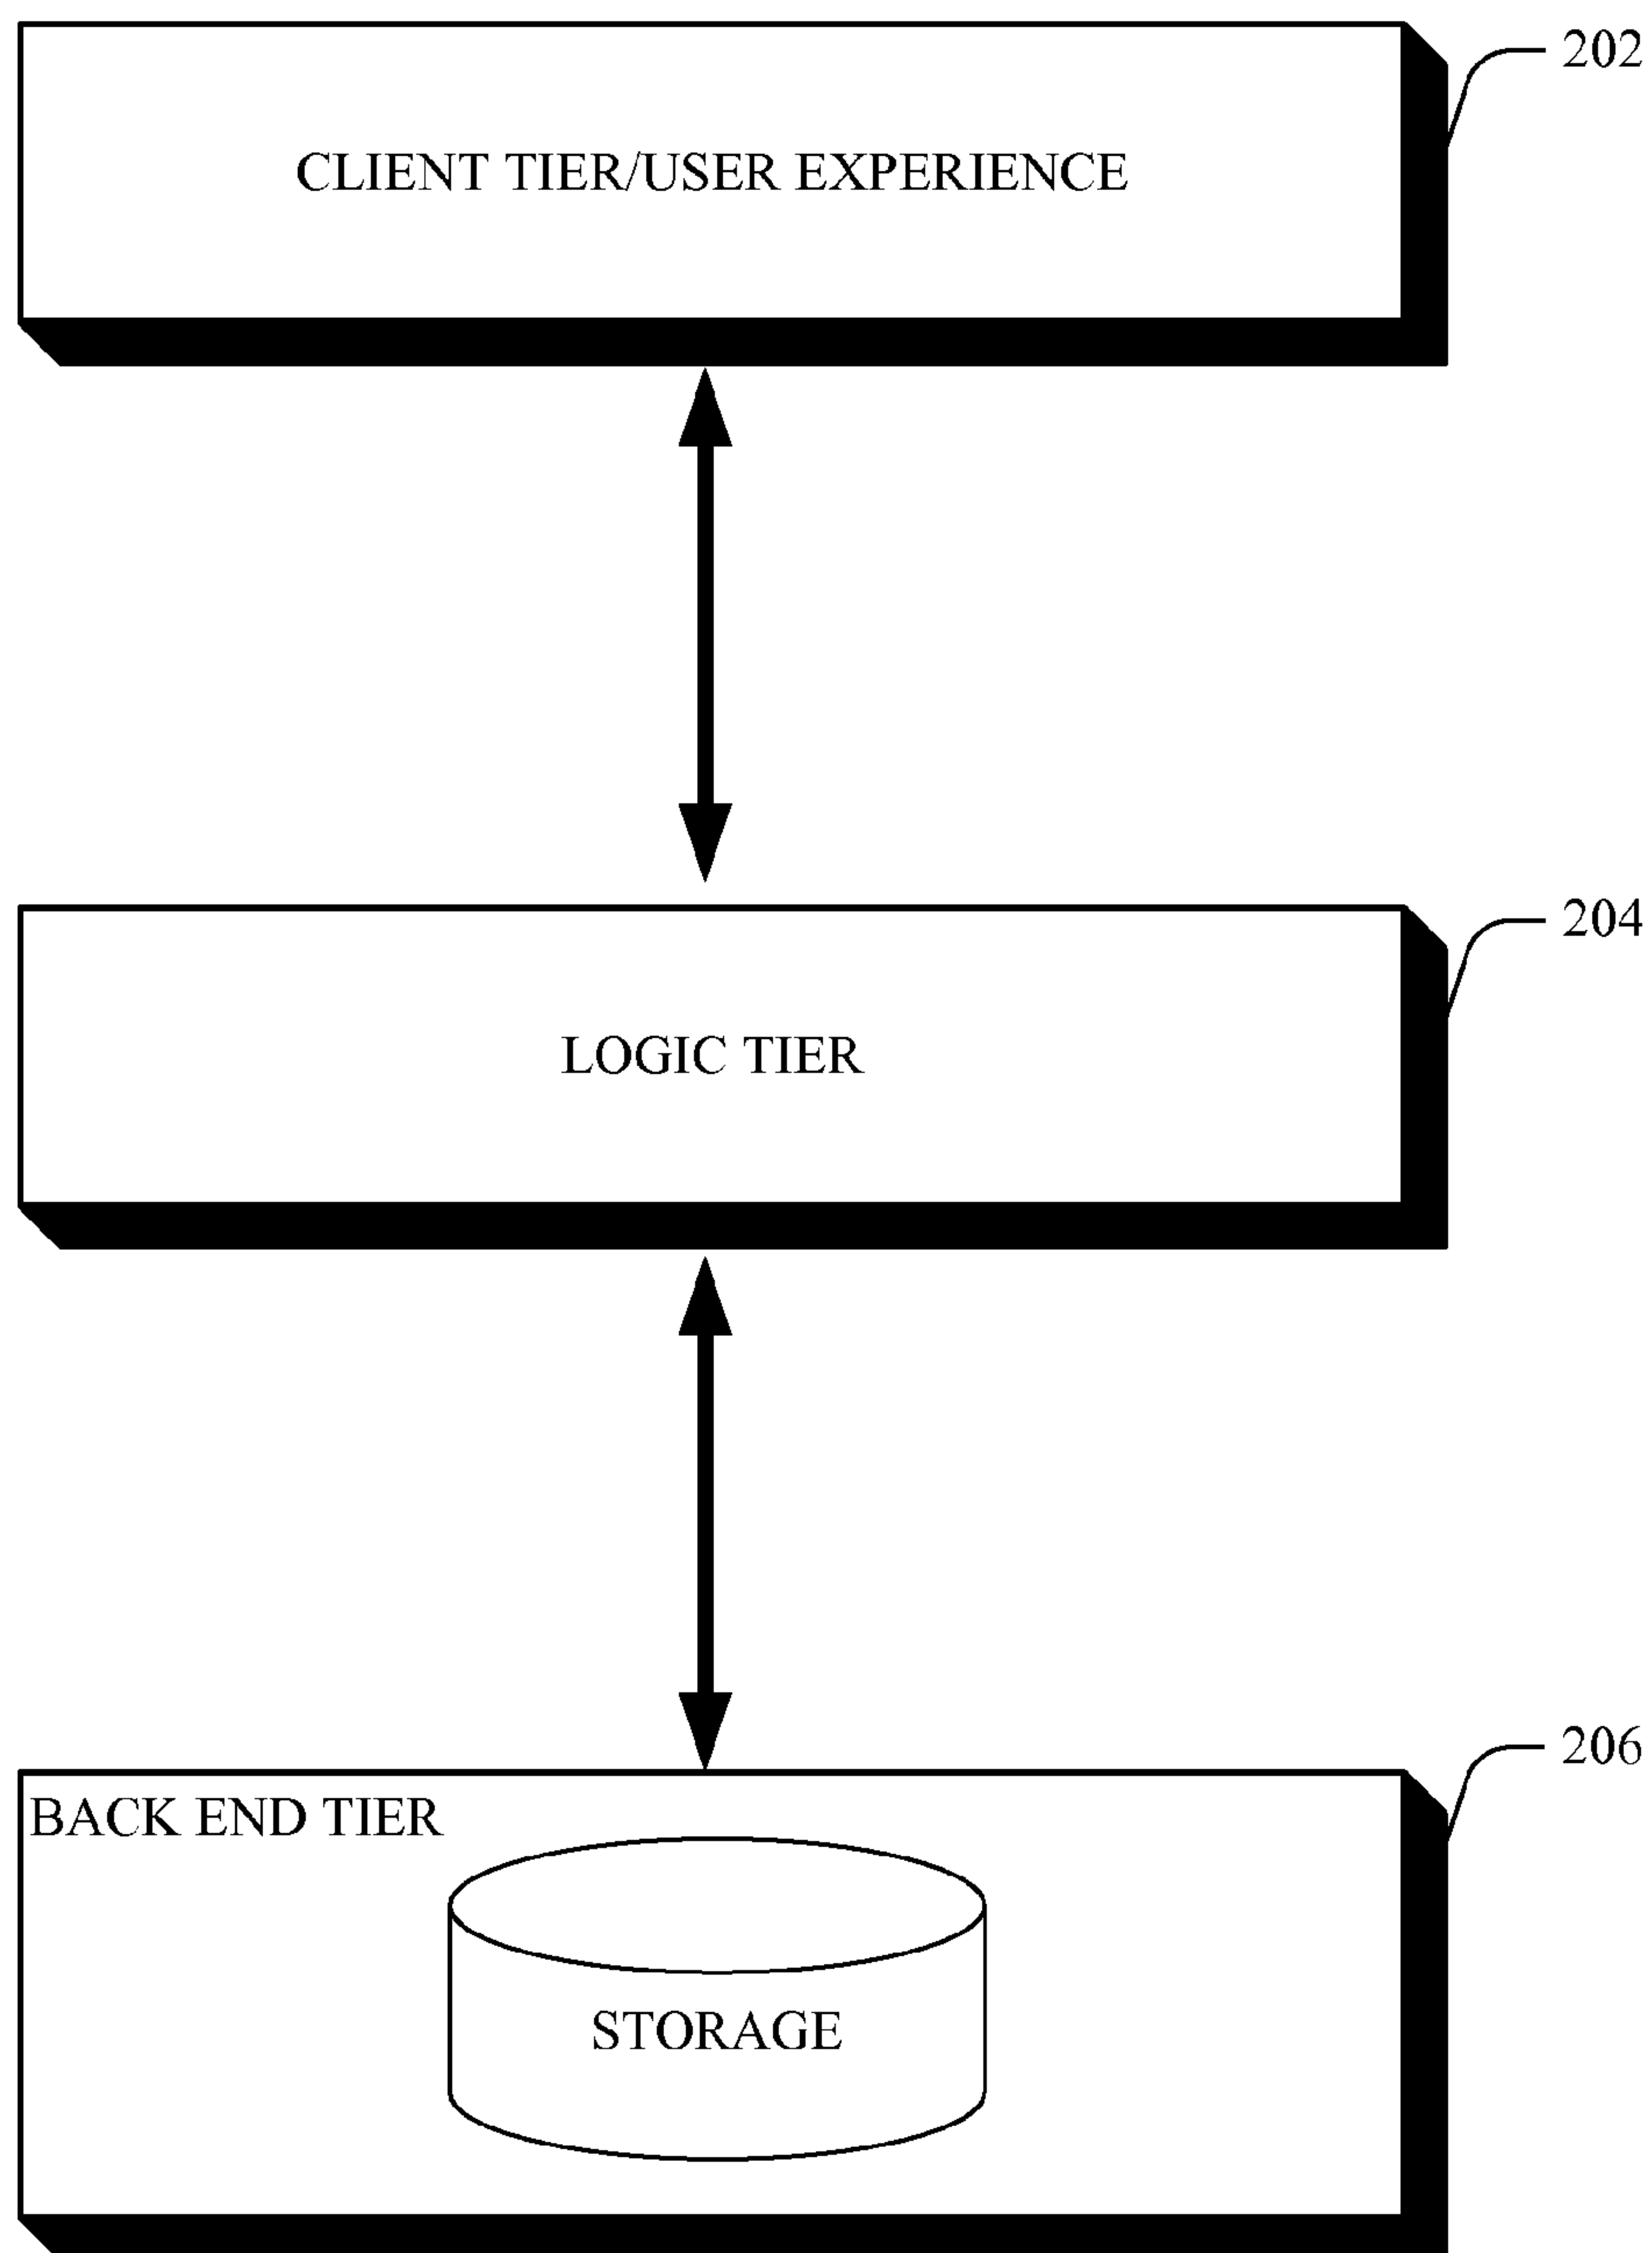 202
CLIENT TIER/USER EXPERIENCE
204
LOGIC TIER
206
BACK END TIER
STORAGE